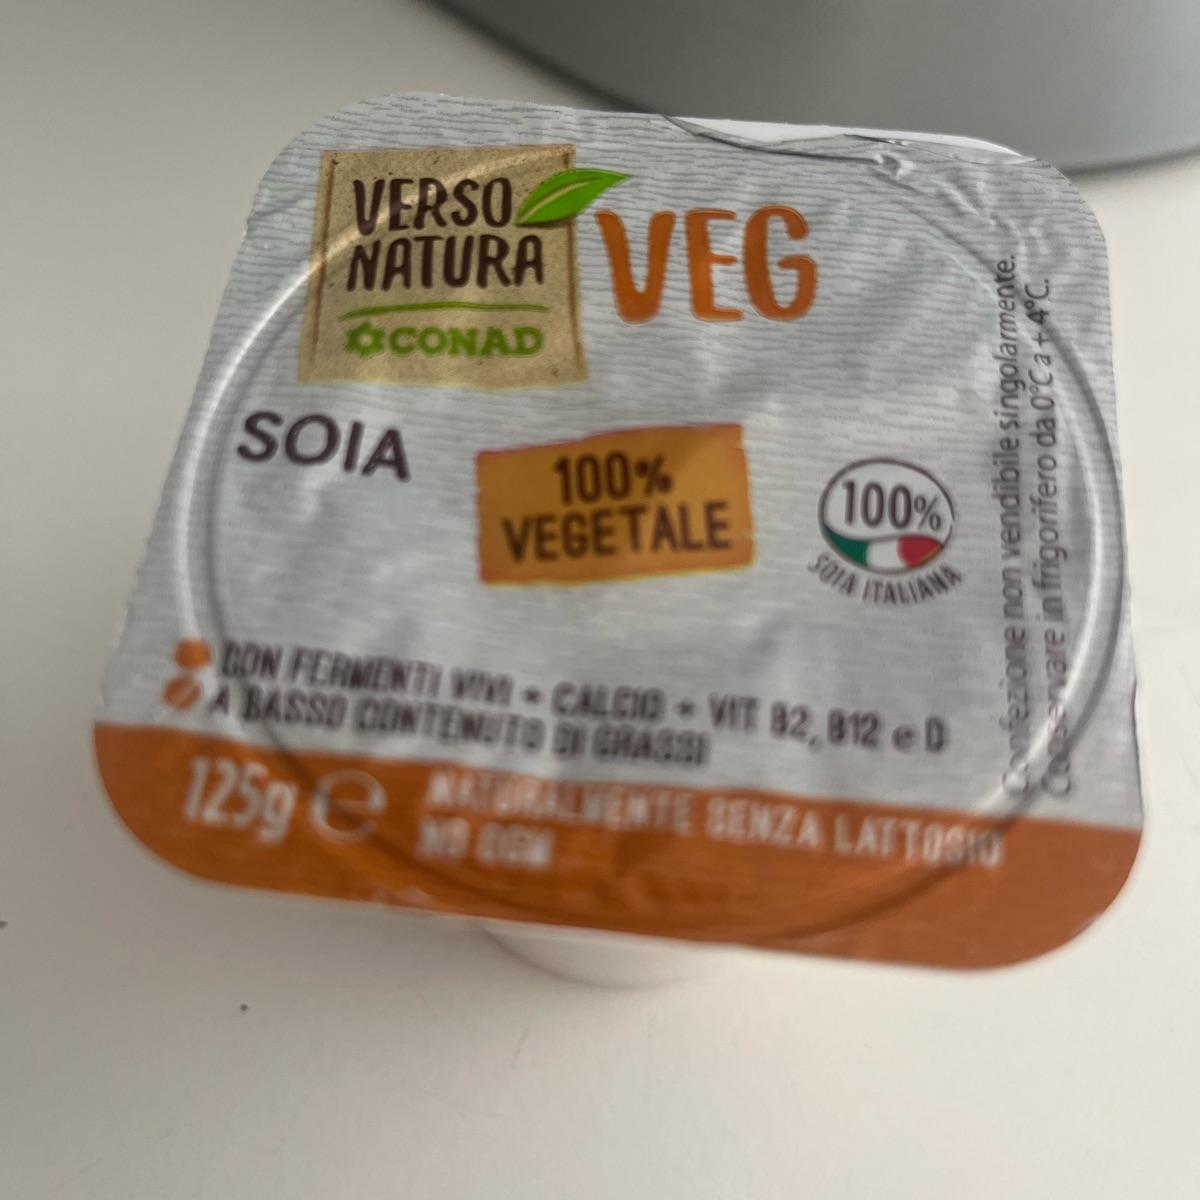 VERSO
NATURA
CONAD
VEG
SOIA
100%
VEGETALE
100%
SOIA ITALIANA
CON FERMENTI VIVI + CALCIO + VIT B2, B12 e D
A BASSO CONTENUTO DI GRASSI
125g e
NATURALMENTE SENZA LATTOSIO
NO OGM
Confezione non vendibile singolarmente.
Conservare in frigorifero da 0°C a +4°C.